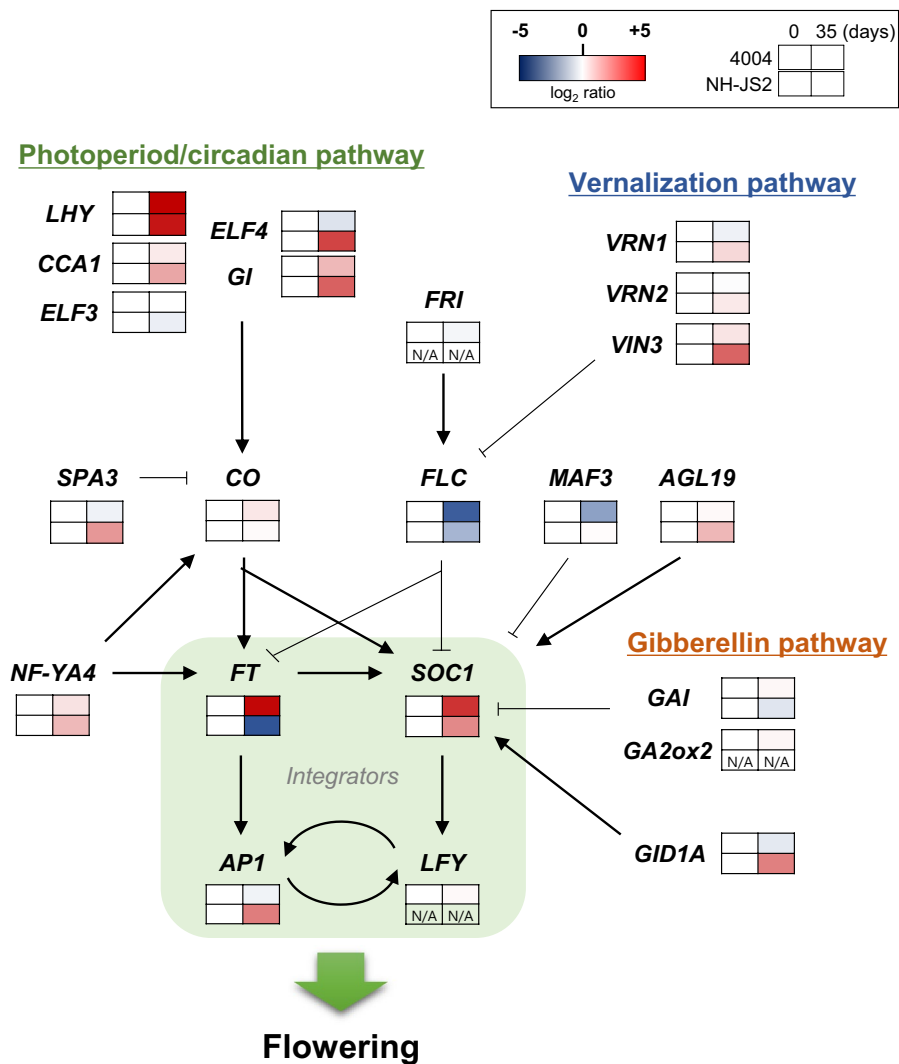 -5 0 +5
log2 ratio
0 35 (days)
4004
NH-JS2
Photoperiod/circadian pathway
Vernalization pathway
LHY
ELF4
CCA1
GI
ELF3
FRI
N/A N/A
VRN1
VRN2
VIN3
SPA3
CO
FLC
MAF3
AGL19
Gibberellin pathway
NF-YA4
FT
SOC1
GAI
GA2ox2
N/A N/A
Integrators
GID1A
AP1
LFY
N/A N/A
Flowering